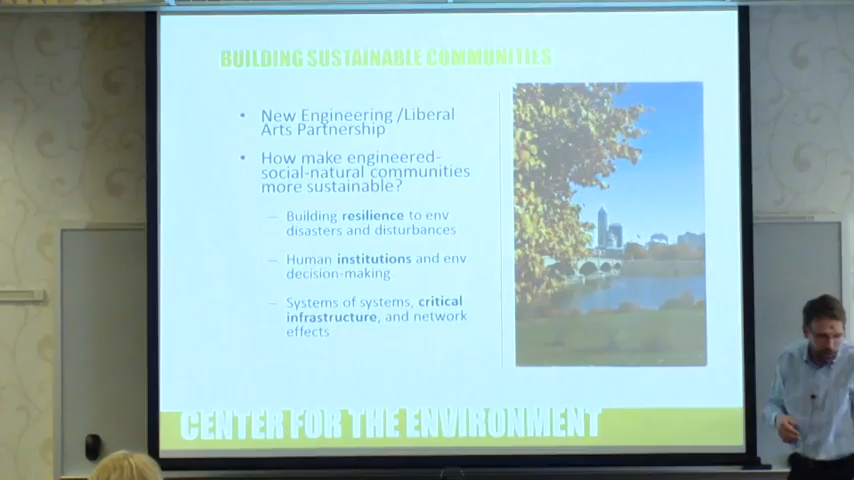 BUILDING SUSTAINABLE COMMUNITIES
• New Engineering /Liberal
Arts Partnership
• How make engineered-
social-natural communities
more sustainable?
– Building resilience to env
disasters and disturbances
– Human institutions and env
decision-making
– Systems of systems, critical
infrastructure, and network
effects
CENTER FOR THE ENVIRONMENT